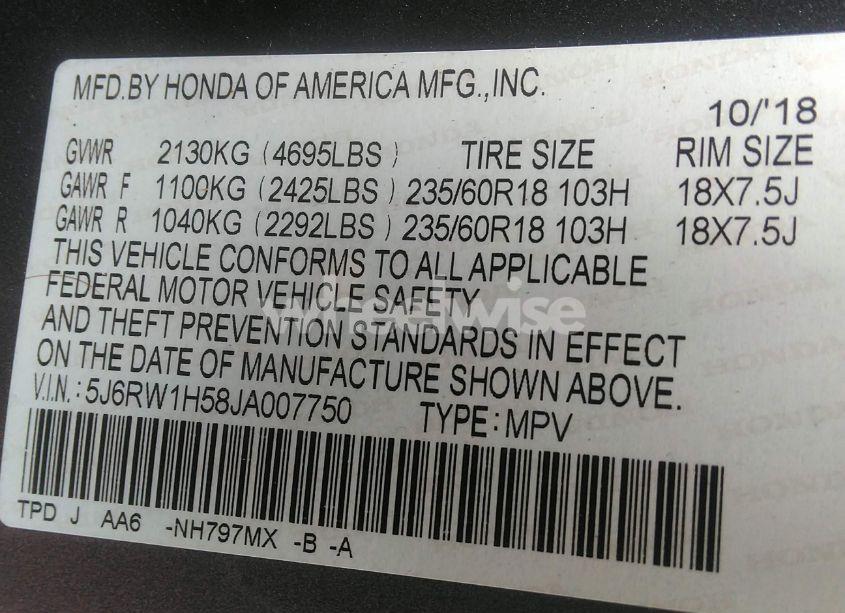 MFD.BY HONDA OF AMERICA MFG.,INC.
10/'18
GVWR 2130KG (4695LBS) TIRE SIZE RIM SIZE
GAWR F 1100KG (2425LBS) 235/60R18 103H 18X7.5J
GAWR R 1040KG (2292LBS) 235/60R18 103H 18X7.5J
THIS VEHICLE CONFORMS TO ALL APPLICABLE
FEDERAL MOTOR VEHICLE SAFETY
AND THEFT PREVENTION STANDARDS IN EFFECT
ON THE DATE OF MANUFACTURE SHOWN ABOVE.
V.I.N.: 5J6RW1H58JA007750 TYPE: MPV
TPD J AA6 -NH797MX -B -A
wheelwise